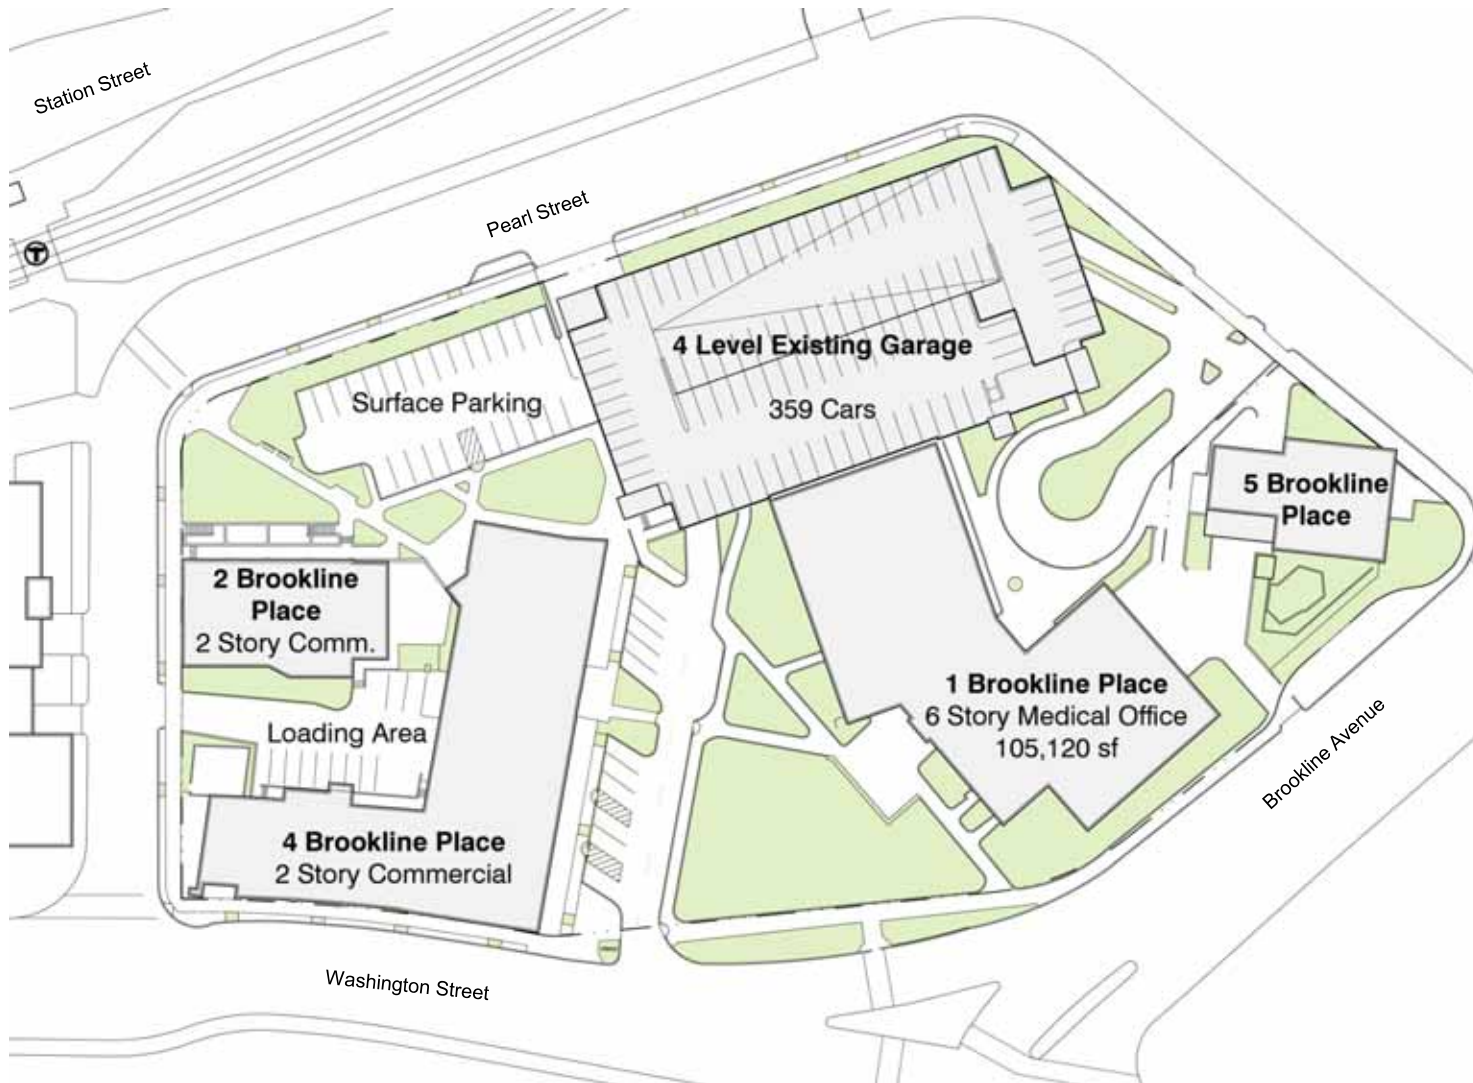 Station Street
T
Pearl Street
4 Level Existing Garage
359 Cars
Surface Parking
5 Brookline
Place
2 Brookline
Place
2 Story Comm.
1 Brookline Place
6 Story Medical Office
105,120 sf
Loading Area
Brookline Avenue
4 Brookline Place
2 Story Commercial
Washington Street